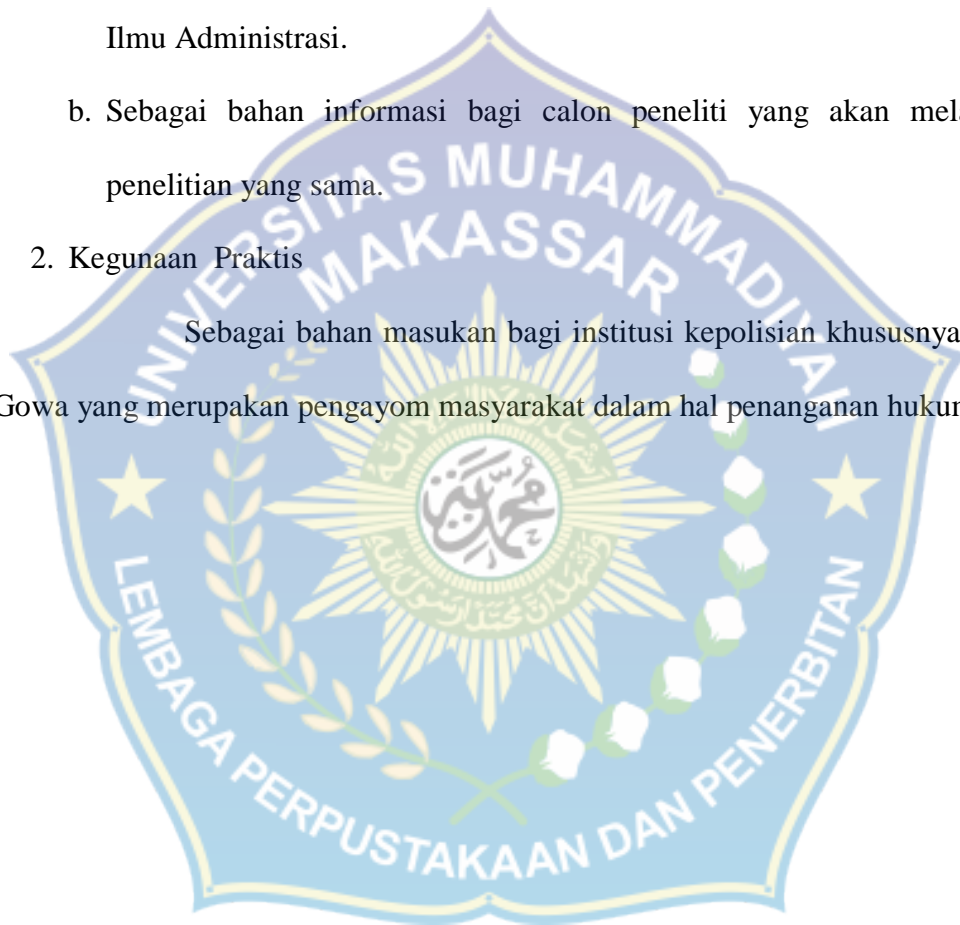 Ilmu Administrasi.
b. Sebagai bahan informasi bagi calon peneliti yang akan mela
penelitian yang sama.
2. Kegunaan Praktis
Sebagai bahan masukan bagi institusi kepolisian khususnya
Gowa yang merupakan pengayom masyarakat dalam hal penanganan hukum
UNIVERSITAS MUHAMMADIYAH
MAKASSAR
محمدية
LEMBAGA PERPUSTAKAAN DAN PENERBITAN